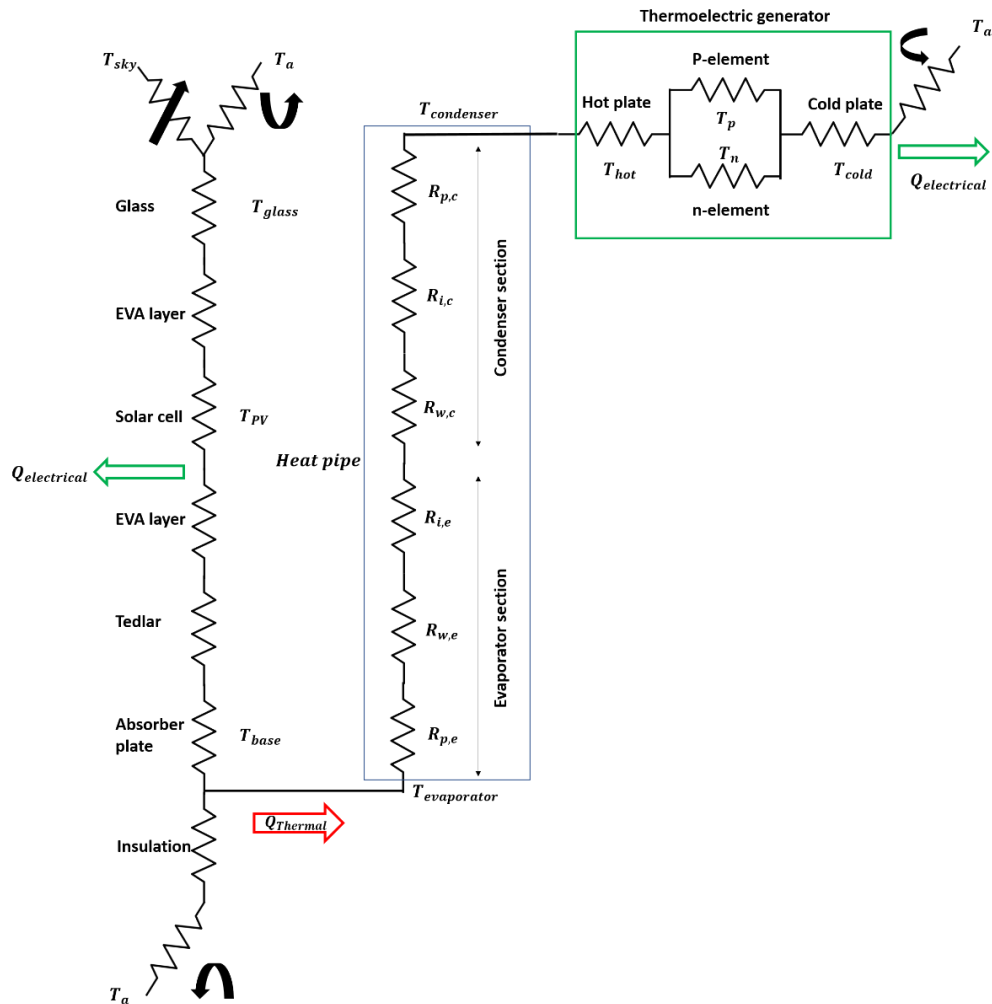 Thermoelectric generator
T_sky
T_a
T_a
P-element
Hot plate
Cold plate
T_condenser
T_p
T_n
T_hot
T_cold
Q_electrical
n-element
Glass
T_glass
R_p,c
EVA layer
R_i,c
Condenser section
Solar cell
T_PV
R_w,c
Q_electrical
Heat pipe
EVA layer
R_i,e
Tedlar
R_w,e
Evaporator section
Absorber
plate
T_base
R_p,e
T_evaporator
Q_Thermal
Insulation
T_a